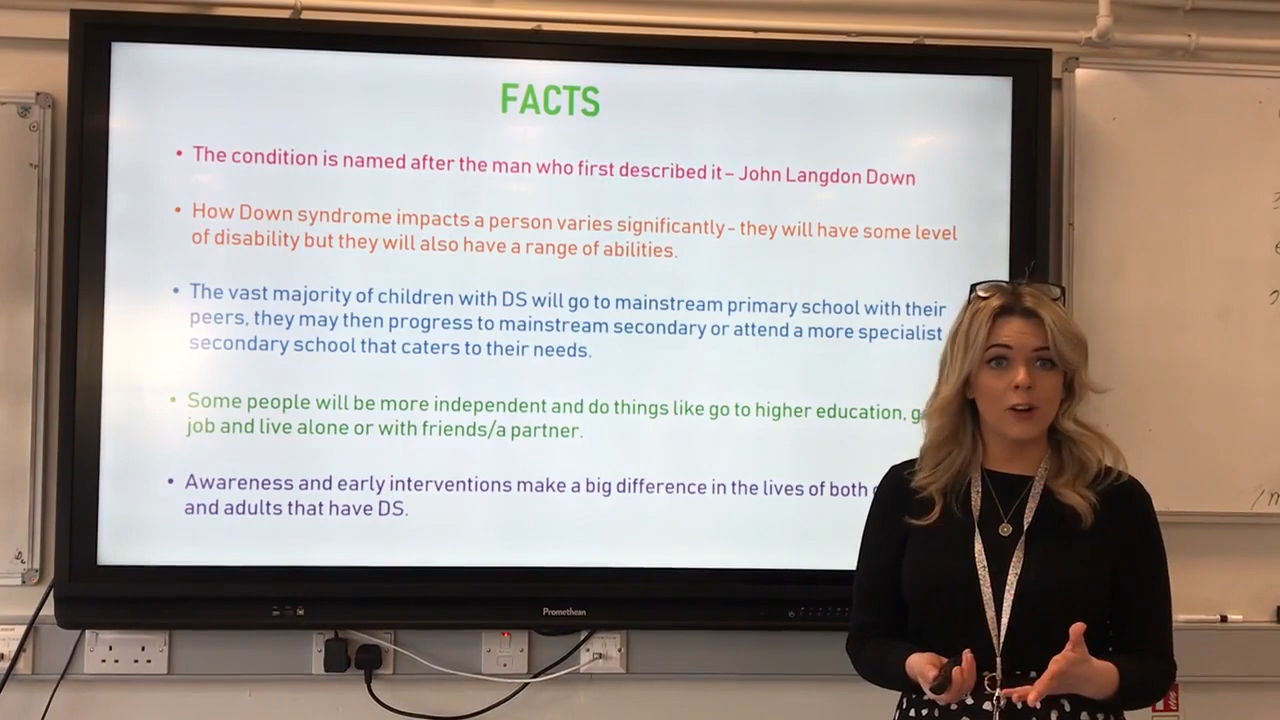 FACTS
• The condition is named after the man who first described it – John Langdon Down
• How Down syndrome impacts a person varies significantly - they will have some level
of disability but they will also have a range of abilities.
• The vast majority of children with DS will go to mainstream primary school with their
peers, they may then progress to mainstream secondary or attend a more specialist
secondary school that caters to their needs.
• Some people will be more independent and do things like go to higher education,
job and live alone or with friends/a partner.
• Awareness and early interventions make a big difference in the lives of both
and adults that have DS.
Promethean